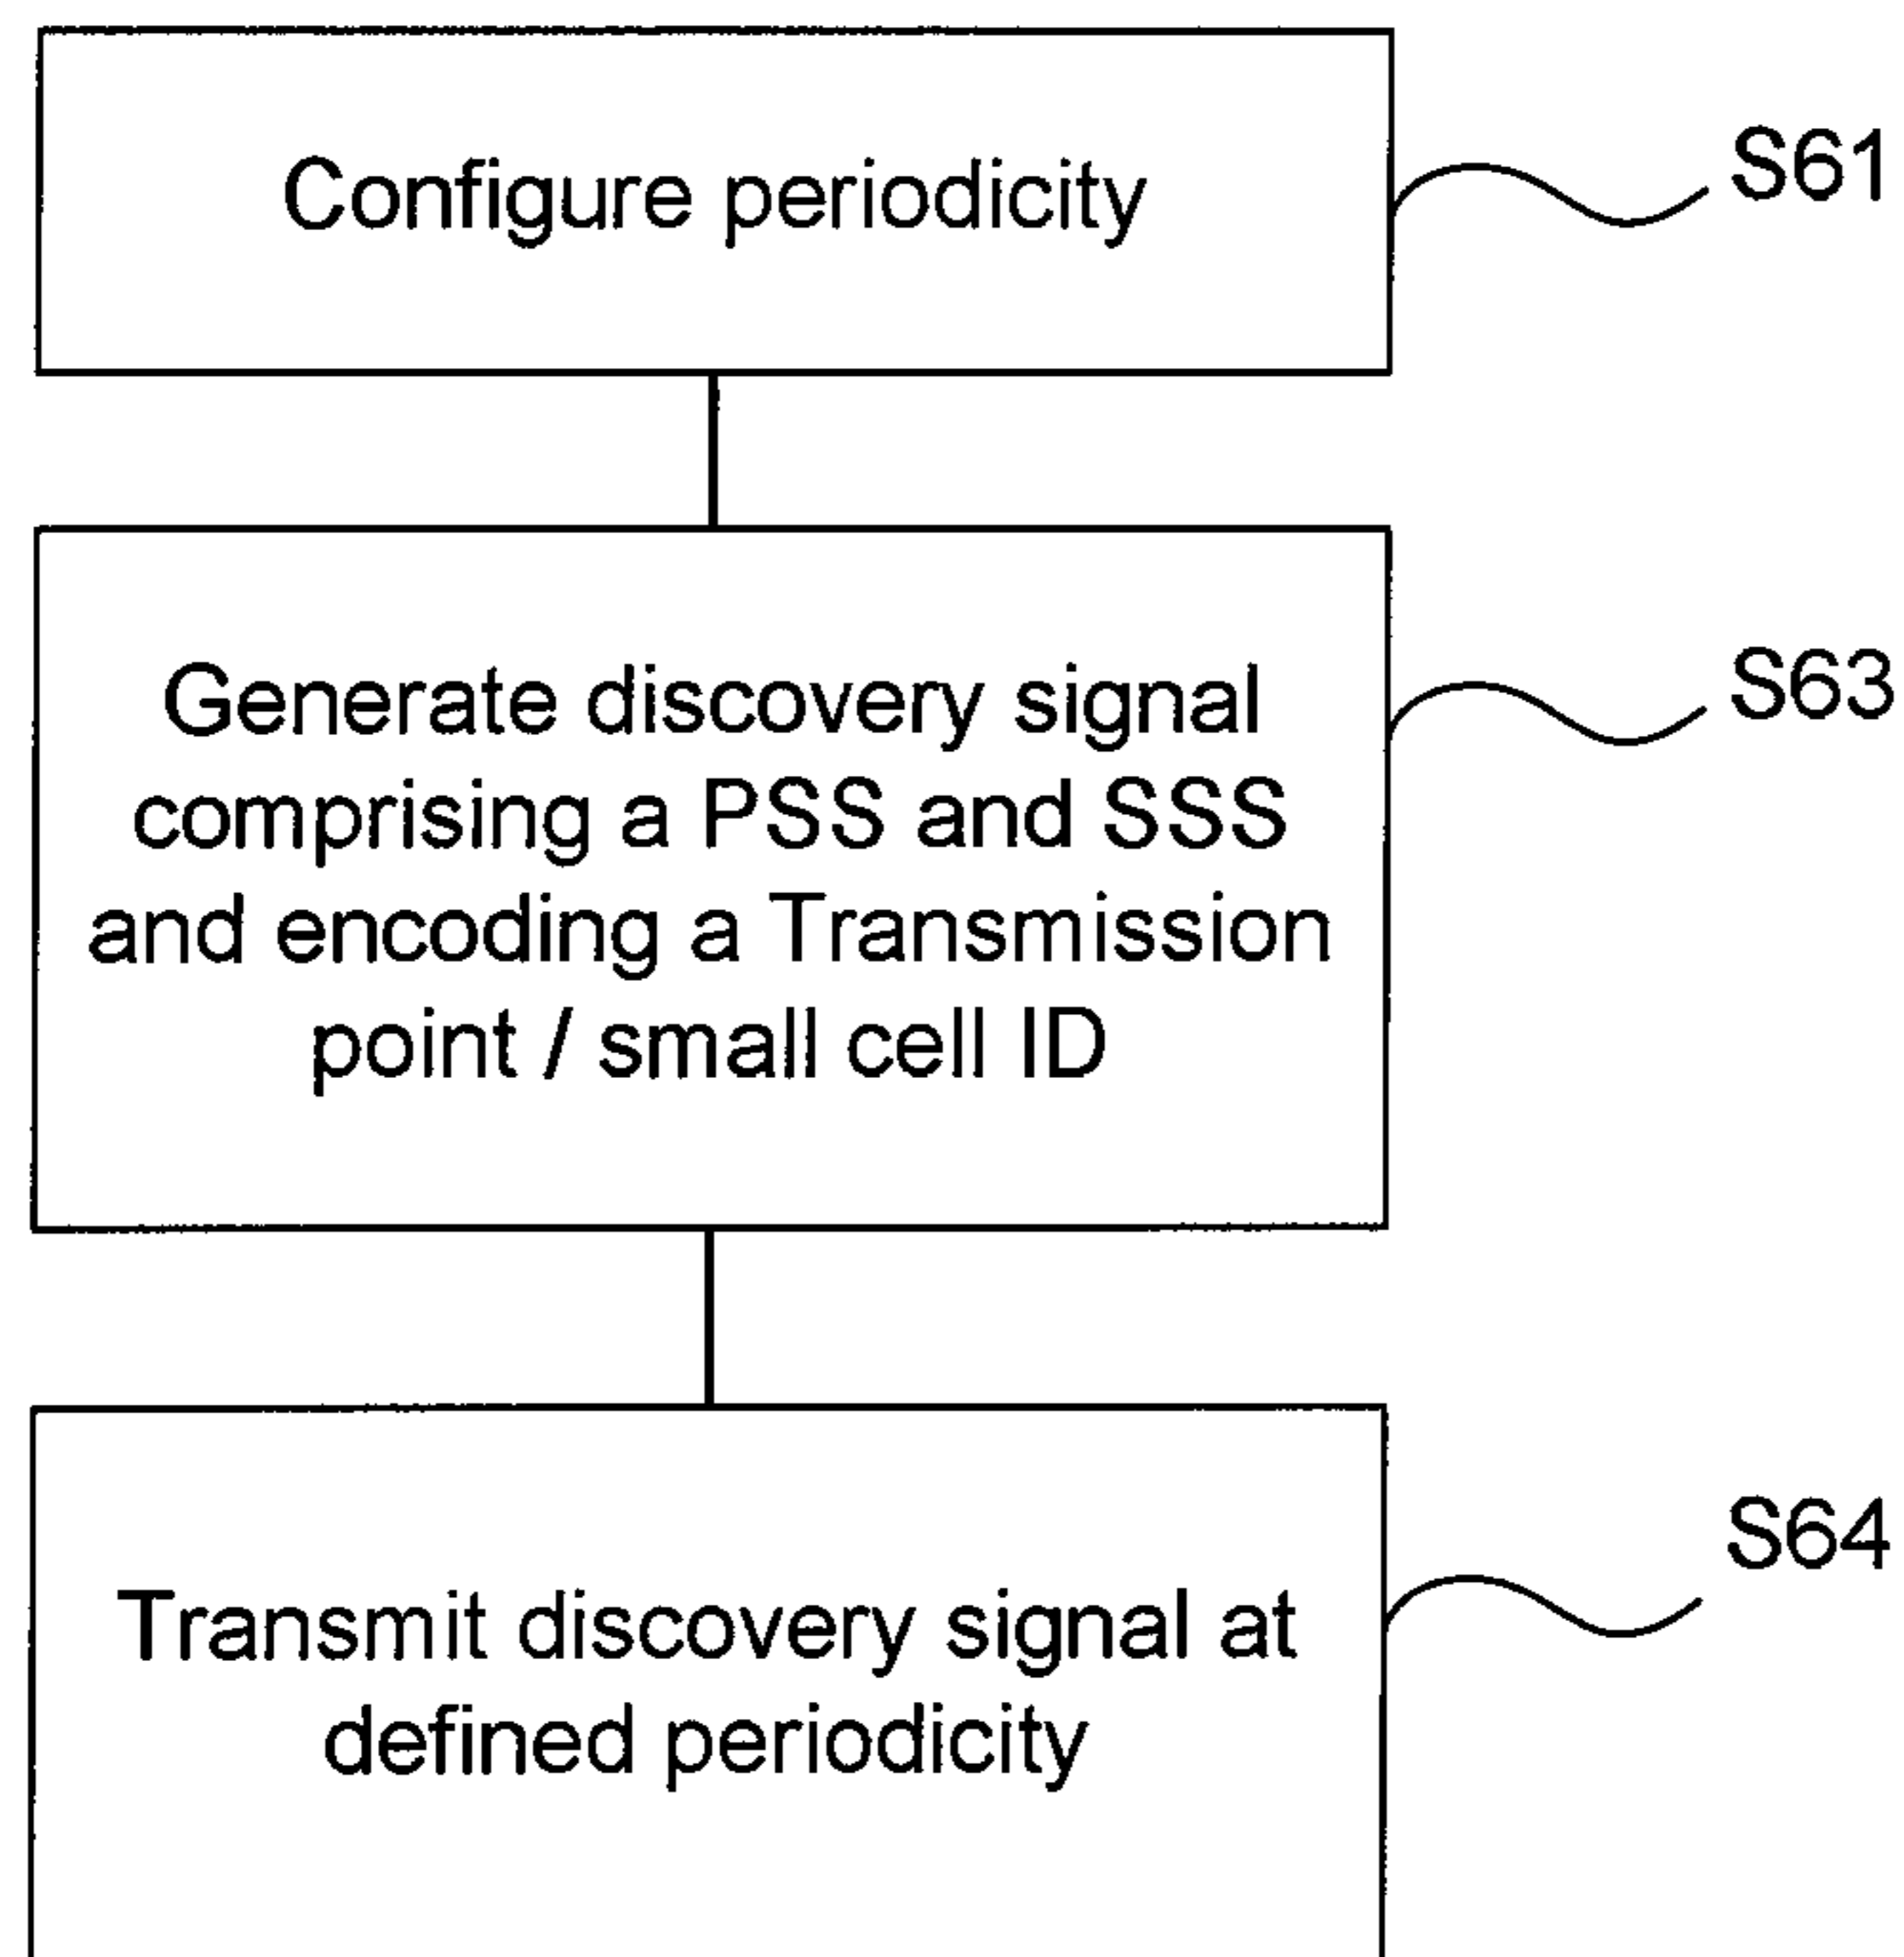 Configure periodicity
S61
Generate discovery signal
comprising a PSS and SSS
and encoding a Transmission
point / small cell ID
S63
Transmit discovery signal at
defined periodicity
S64